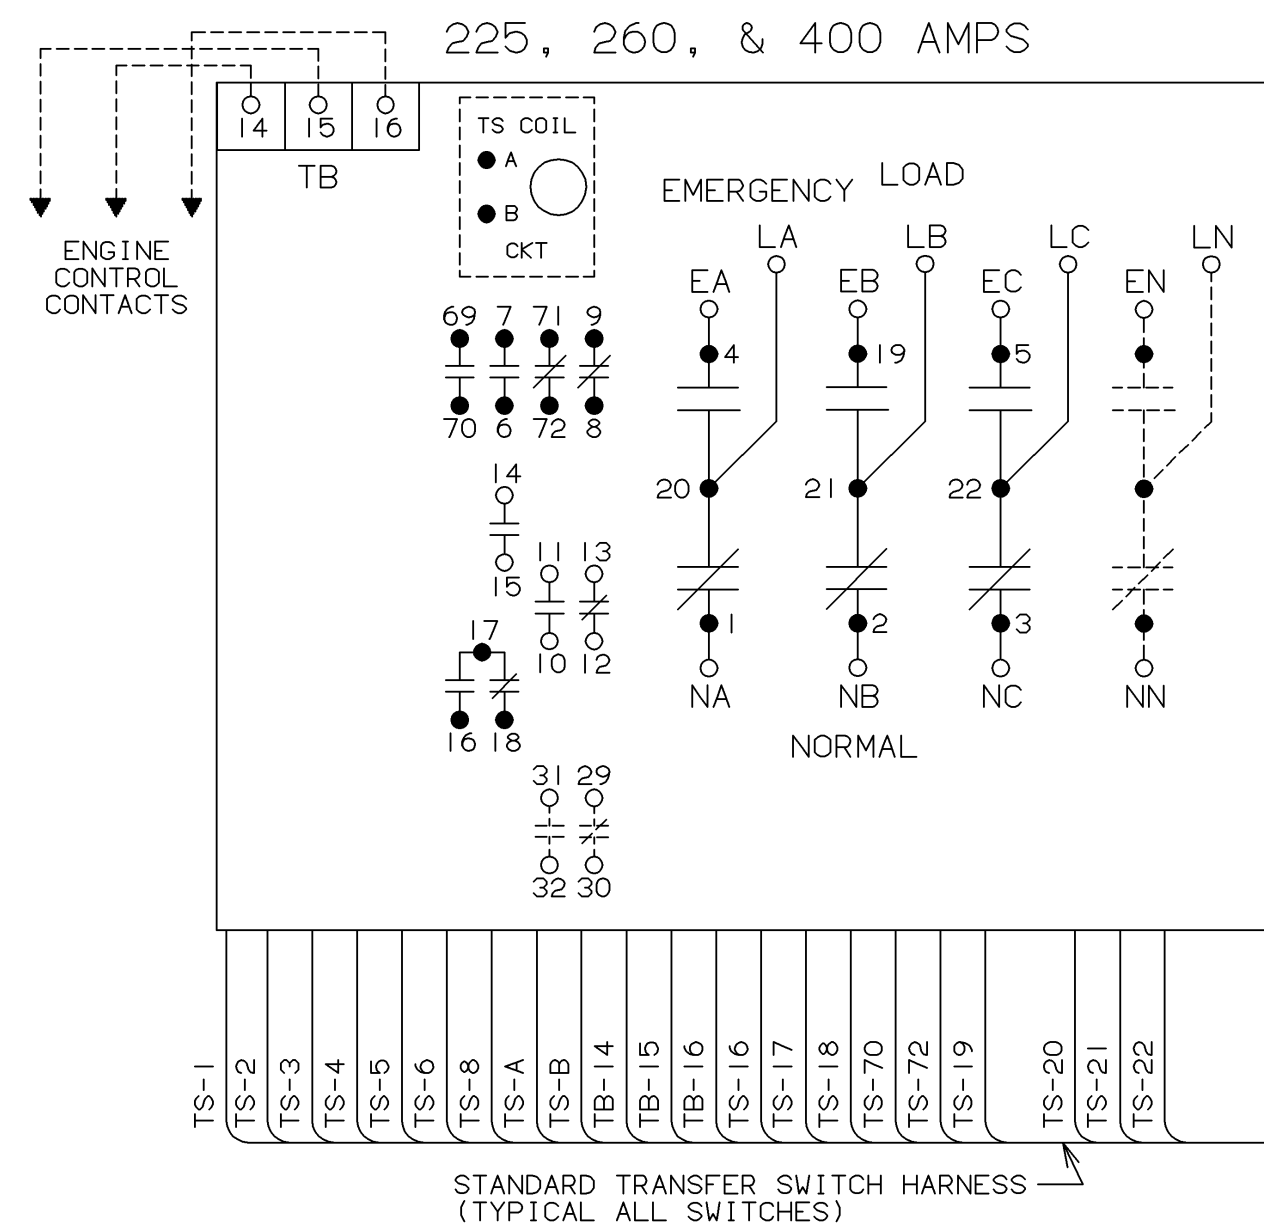 225, 260, & 400 AMPS
14 15 16
TB
ENGINE
CONTROL
CONTACTS
TS COIL
A
B
CKT
EMERGENCY
LOAD
LA LB LC LN
EA EB EC EN
69 7 71 9
4 19 5
70 6 72 8
14
20 21 22
15
11 13
10 12
17
16 18
1 2 3
NA NB NC NN
NORMAL
31 29
32 30
TS-1
TS-2
TS-3
TS-4
TS-5
TS-6
TS-8
TS-A
TS-B
TB-14
TB-15
TB-16
TS-16
TS-17
TS-18
TS-70
TS-72
TS-19
TS-20
TS-21
TS-22
STANDARD TRANSFER SWITCH HARNESS
(TYPICAL ALL SWITCHES)